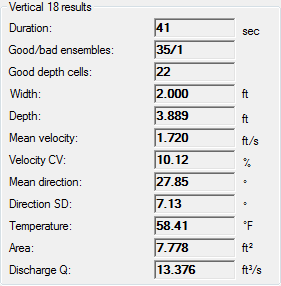 Vertical 18 results
Duration: 41 sec
Good/bad ensembles: 35/1
Good depth cells: 22
Width: 2.000 ft
Depth: 3.889 ft
Mean velocity: 1.720 ft/s
Velocity CV: 10.12 %
Mean direction: 27.85 °
Direction SD: 7.13 °
Temperature: 58.41 °F
Area: 7.778 ft²
Discharge Q: 13.376 ft³/s